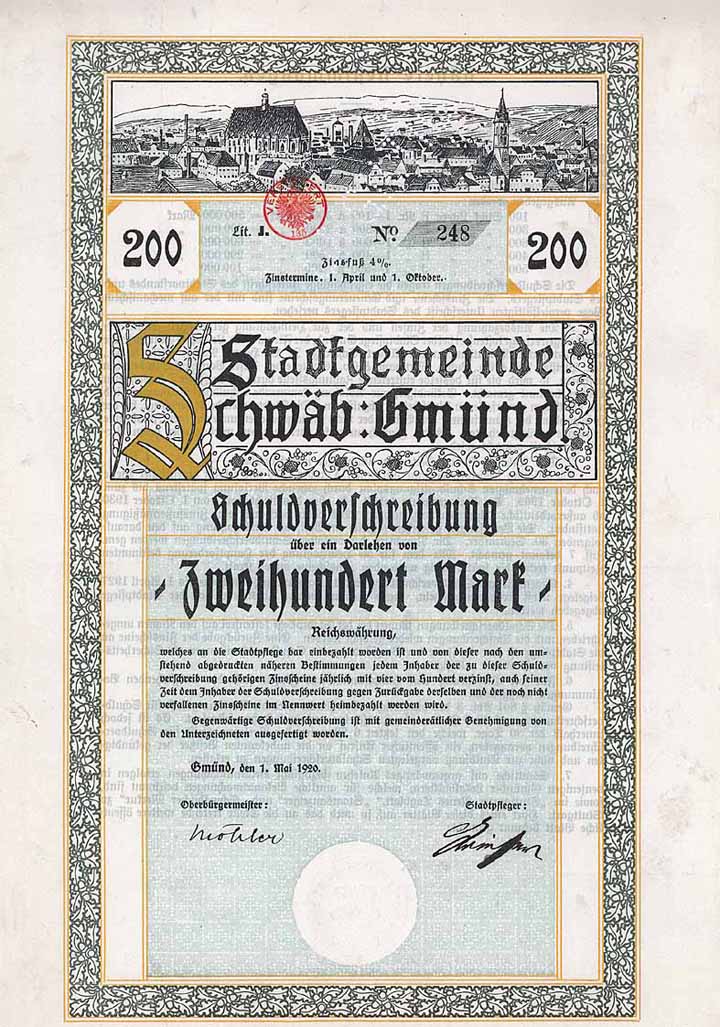 VERSTEUERT
200
Lit. J.
No 248
200
Zinsfuß 4%.
Zinstermine. 1. April und 1. Oktober.
Stadtgemeinde
Schwäb: Gmünd.
Schuldverschreibung
über ein Darlehen von
Zweihundert Mark
Reichswährung,
welches an die Stadtpflege bar einbezahlt worden ist und von dieser nach den um-
stehend abgedruckten näheren Bestimmungen jedem Inhaber der zu dieser Schuld-
verschreibung gehörigen Zinsscheine jährlich mit vier vom Hundert verzinst, auch seiner
Zeit dem Inhaber der Schuldverschreibung gegen Zurückgabe derselben und der noch nicht
verfallenen Zinsscheine im Nennwert heimbezahlt werden wird.
Gegenwärtige Schuldverschreibung ist mit gemeinderätlicher Genehmigung von
den Unterzeichneten ausgefertigt worden.
Gmünd, den 1. Mai 1920.
Oberbürgermeister: Stadtpfleger:
Möhler